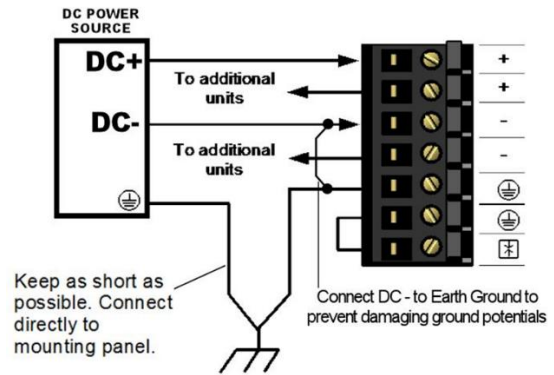 DC POWER
SOURCE
DC+
To additional
units
DC-
To additional
units
+
+
-
-
Keep as short as
possible. Connect
directly to
mounting panel.
Connect DC - to Earth Ground to
prevent damaging ground potentials